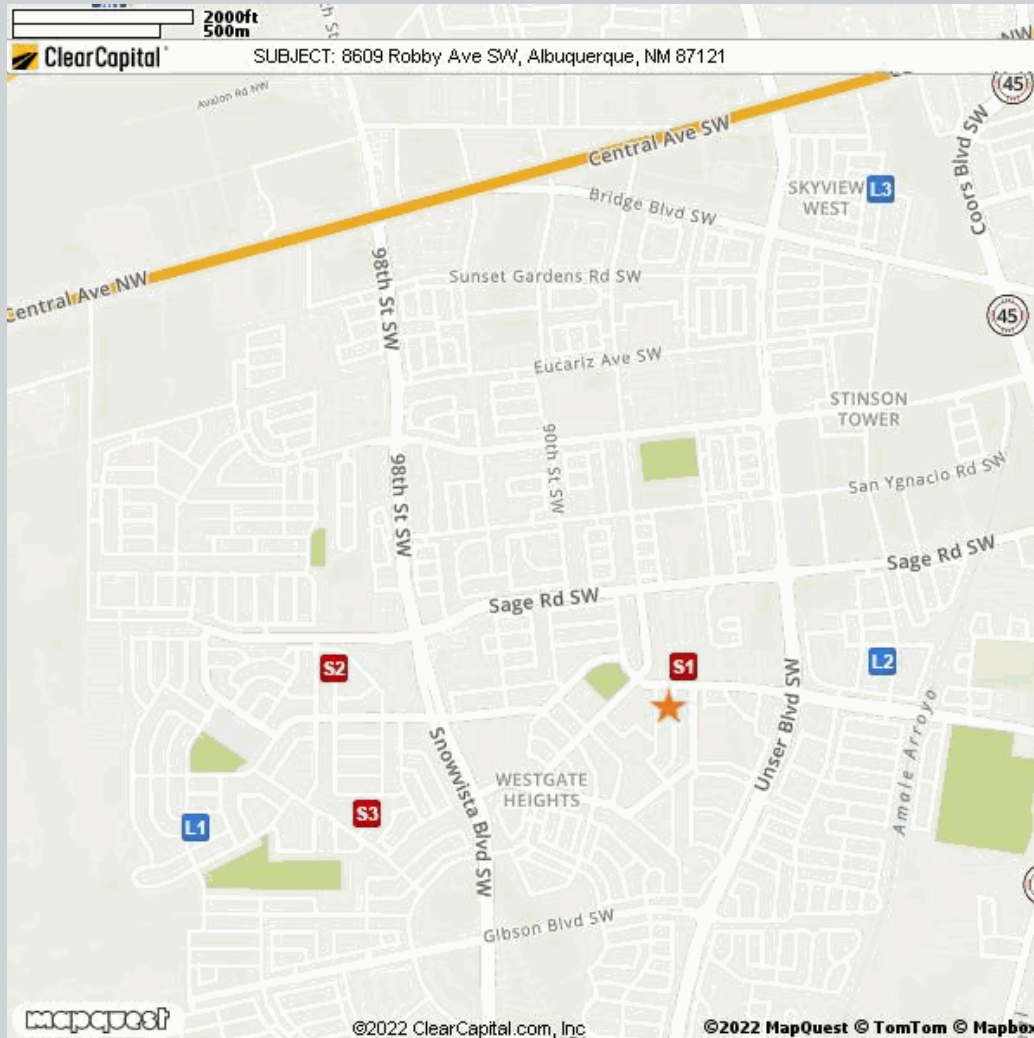 2000ft
500m
ClearCapital
SUBJECT: 8609 Robby Ave SW, Albuquerque, NM 87121
NW
Avalon Rd NW
45
Central Ave SW
Coors Blvd SW
SKYVIEW
WEST
L3
Bridge Blvd SW
98th St SW
Sunset Gardens Rd SW
Central Ave NW
45
Eucariz Ave SW
STINSON
TOWER
90th St SW
98th St SW
San Ygnacio Rd SW
Sage Rd SW
Sage Rd SW
S2
S1
L2
Unser Blvd SW
Amole Arroyo
Snowvista Blvd SW
WESTGATE
HEIGHTS
S3
L1
Gibson Blvd SW
mapquest
©2022 ClearCapital.com, Inc
©2022 MapQuest © TomTom © Mapbox